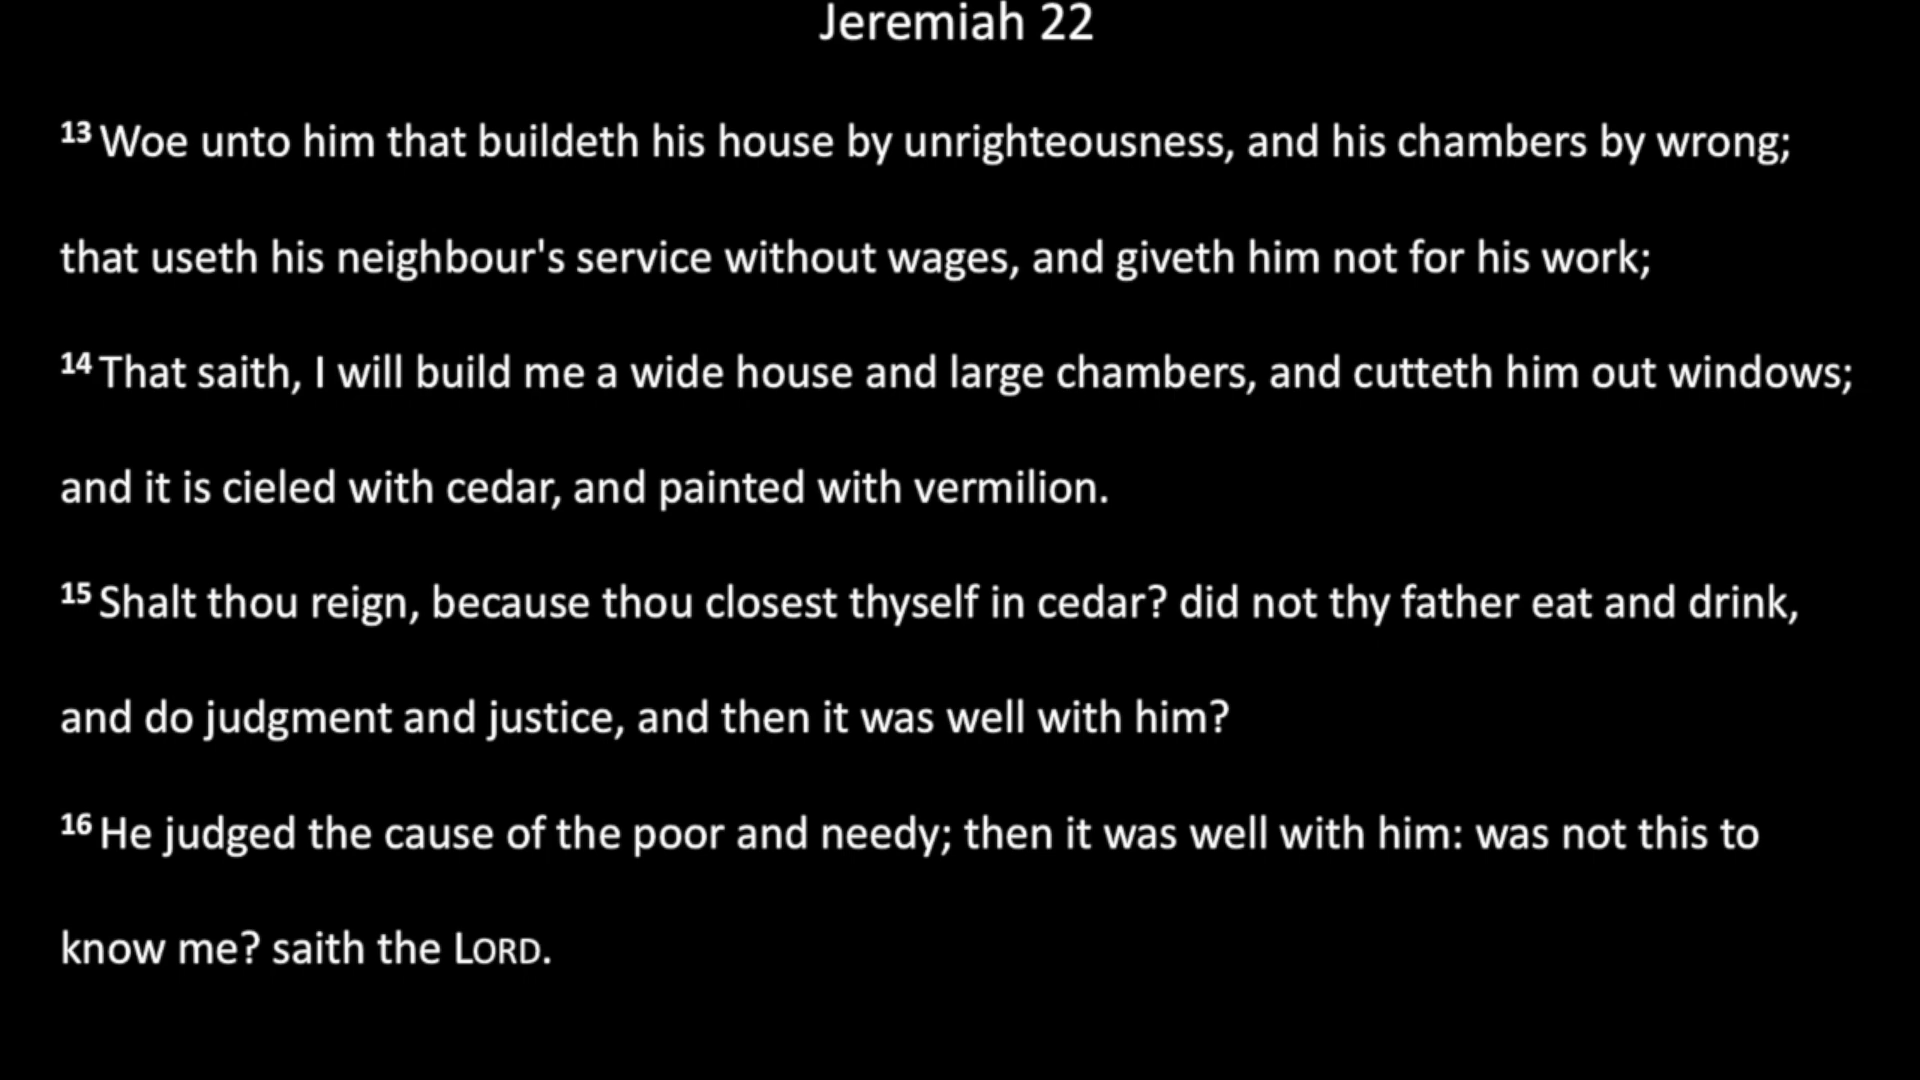 Jeremiah 22
13 Woe unto him that buildeth his house by unrighteousness, and his chambers by wrong;
that useth his neighbour's service without wages, and giveth him not for his work;
14 That saith, I will build me a wide house and large chambers, and cutteth him out windows;
and it is cieled with cedar, and painted with vermilion.
15 Shalt thou reign, because thou closest thyself in cedar? did not thy father eat and drink,
and do judgment and justice, and then it was well with him?
16 He judged the cause of the poor and needy; then it was well with him: was not this to
know me? saith the LORD.